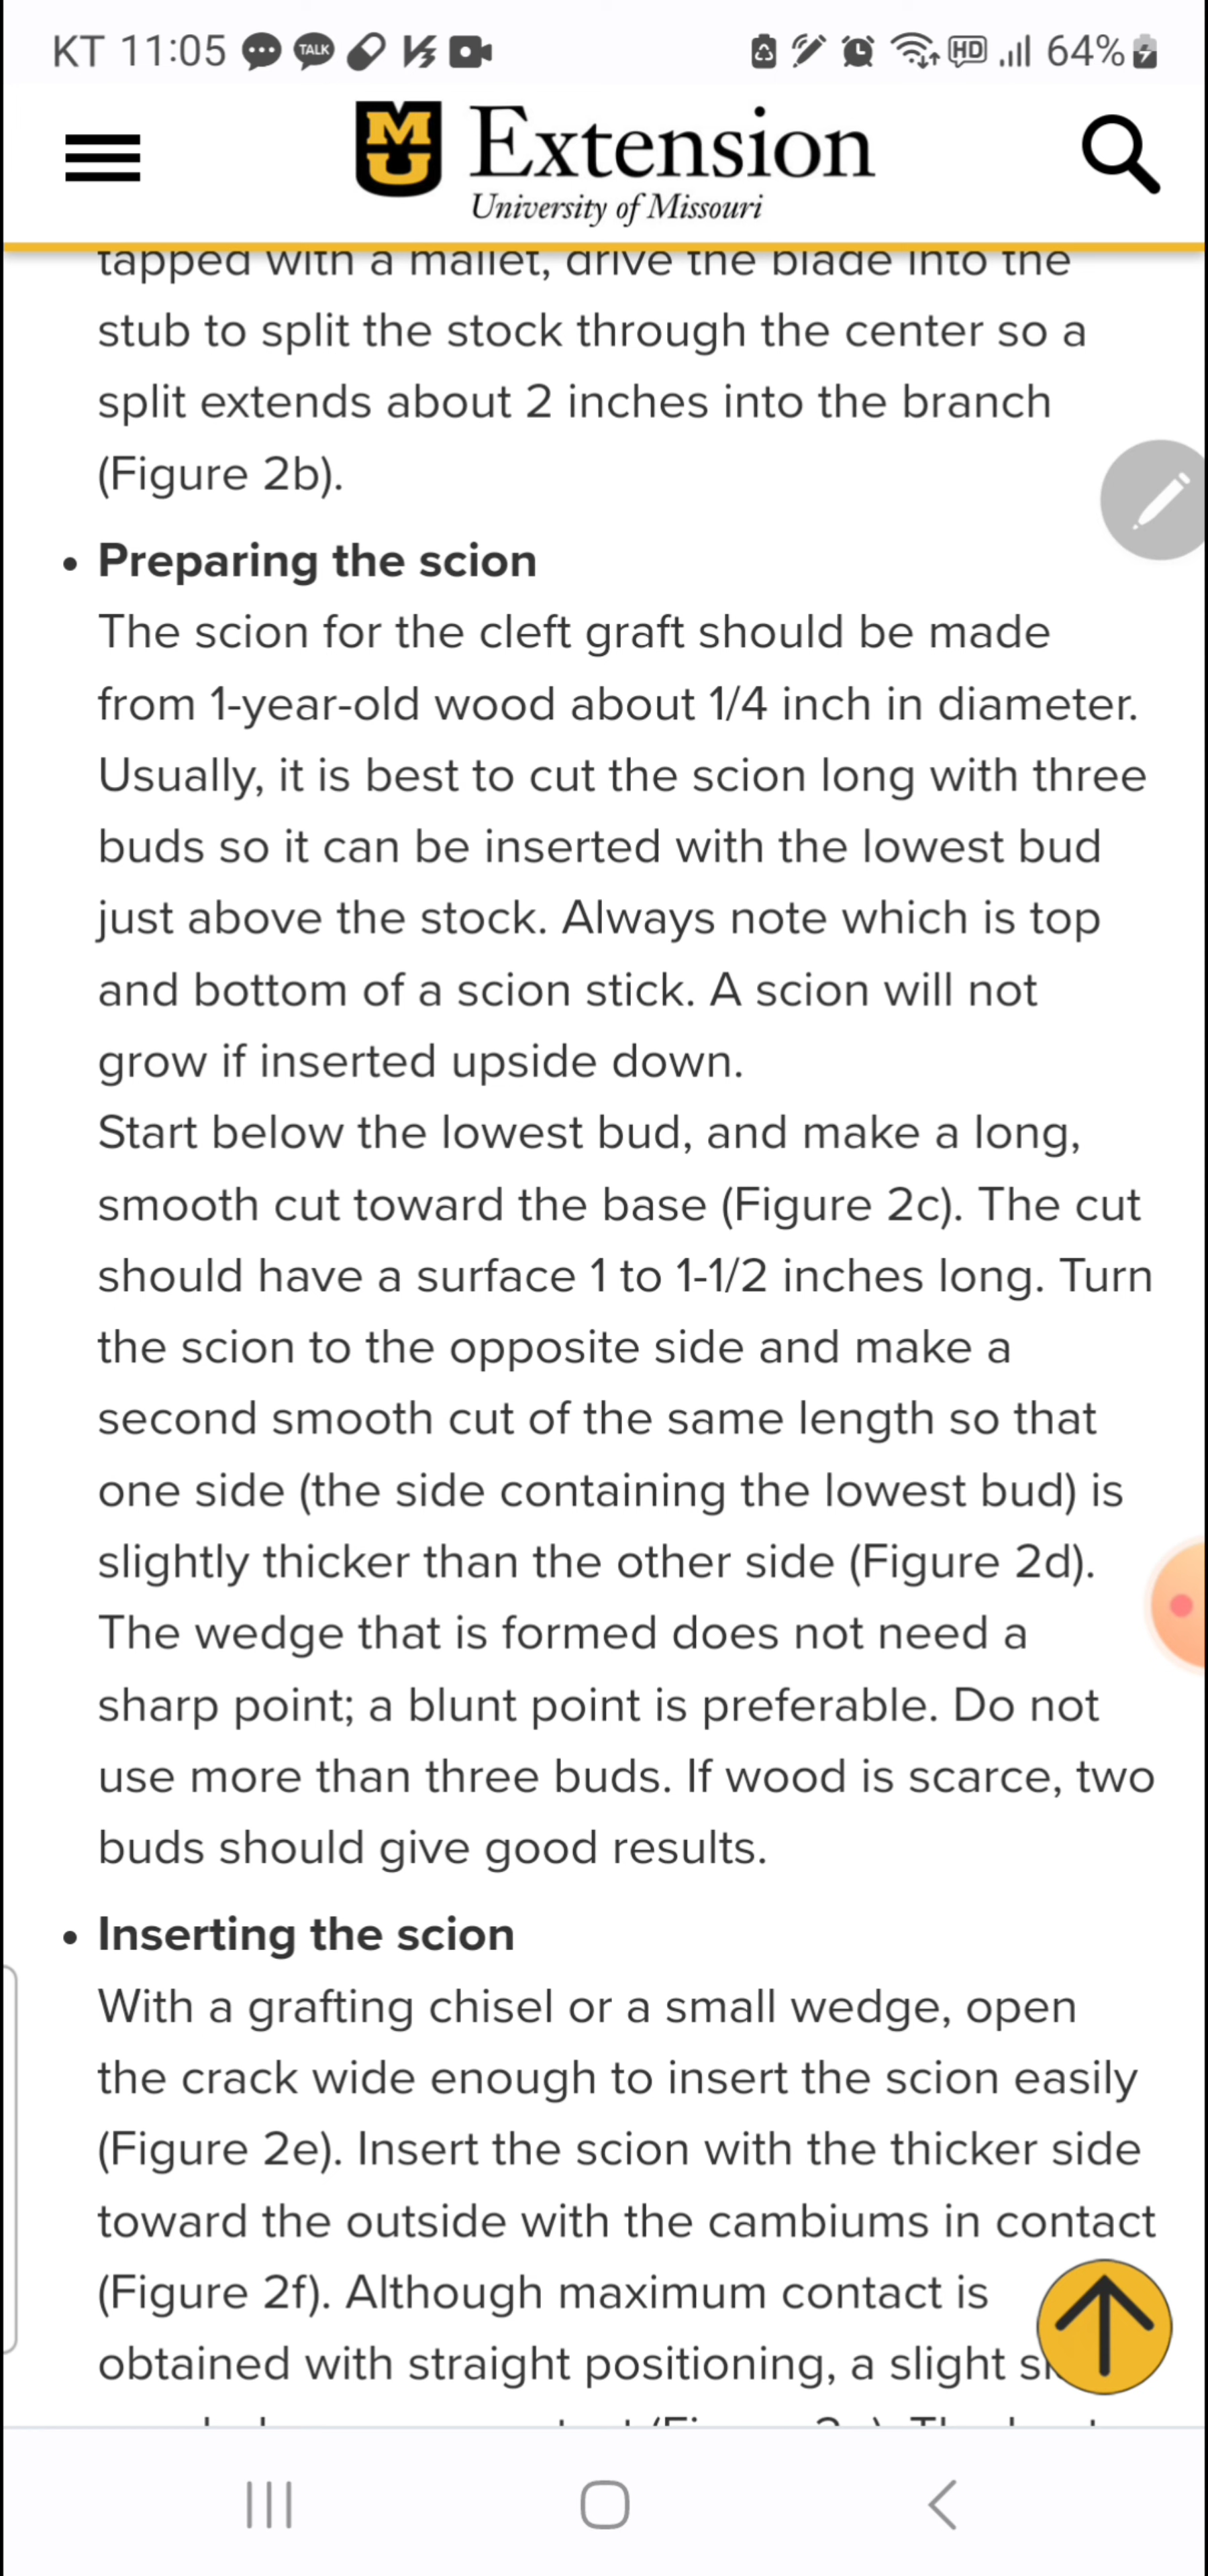 KT 11:05 TALK HD 64%
MU Extension
University of Missouri
tapped with a mallet, drive the blade into the
stub to split the stock through the center so a
split extends about 2 inches into the branch
(Figure 2b).
• Preparing the scion
The scion for the cleft graft should be made
from 1-year-old wood about 1/4 inch in diameter.
Usually, it is best to cut the scion long with three
buds so it can be inserted with the lowest bud
just above the stock. Always note which is top
and bottom of a scion stick. A scion will not
grow if inserted upside down.
Start below the lowest bud, and make a long,
smooth cut toward the base (Figure 2c). The cut
should have a surface 1 to 1-1/2 inches long. Turn
the scion to the opposite side and make a
second smooth cut of the same length so that
one side (the side containing the lowest bud) is
slightly thicker than the other side (Figure 2d).
The wedge that is formed does not need a
sharp point; a blunt point is preferable. Do not
use more than three buds. If wood is scarce, two
buds should give good results.
• Inserting the scion
With a grafting chisel or a small wedge, open
the crack wide enough to insert the scion easily
(Figure 2e). Insert the scion with the thicker side
toward the outside with the cambiums in contact
(Figure 2f). Although maximum contact is
obtained with straight positioning, a slight